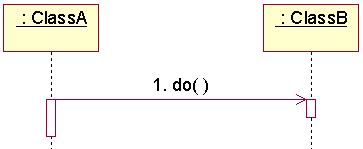 : ClassA
: ClassB
1. do( )